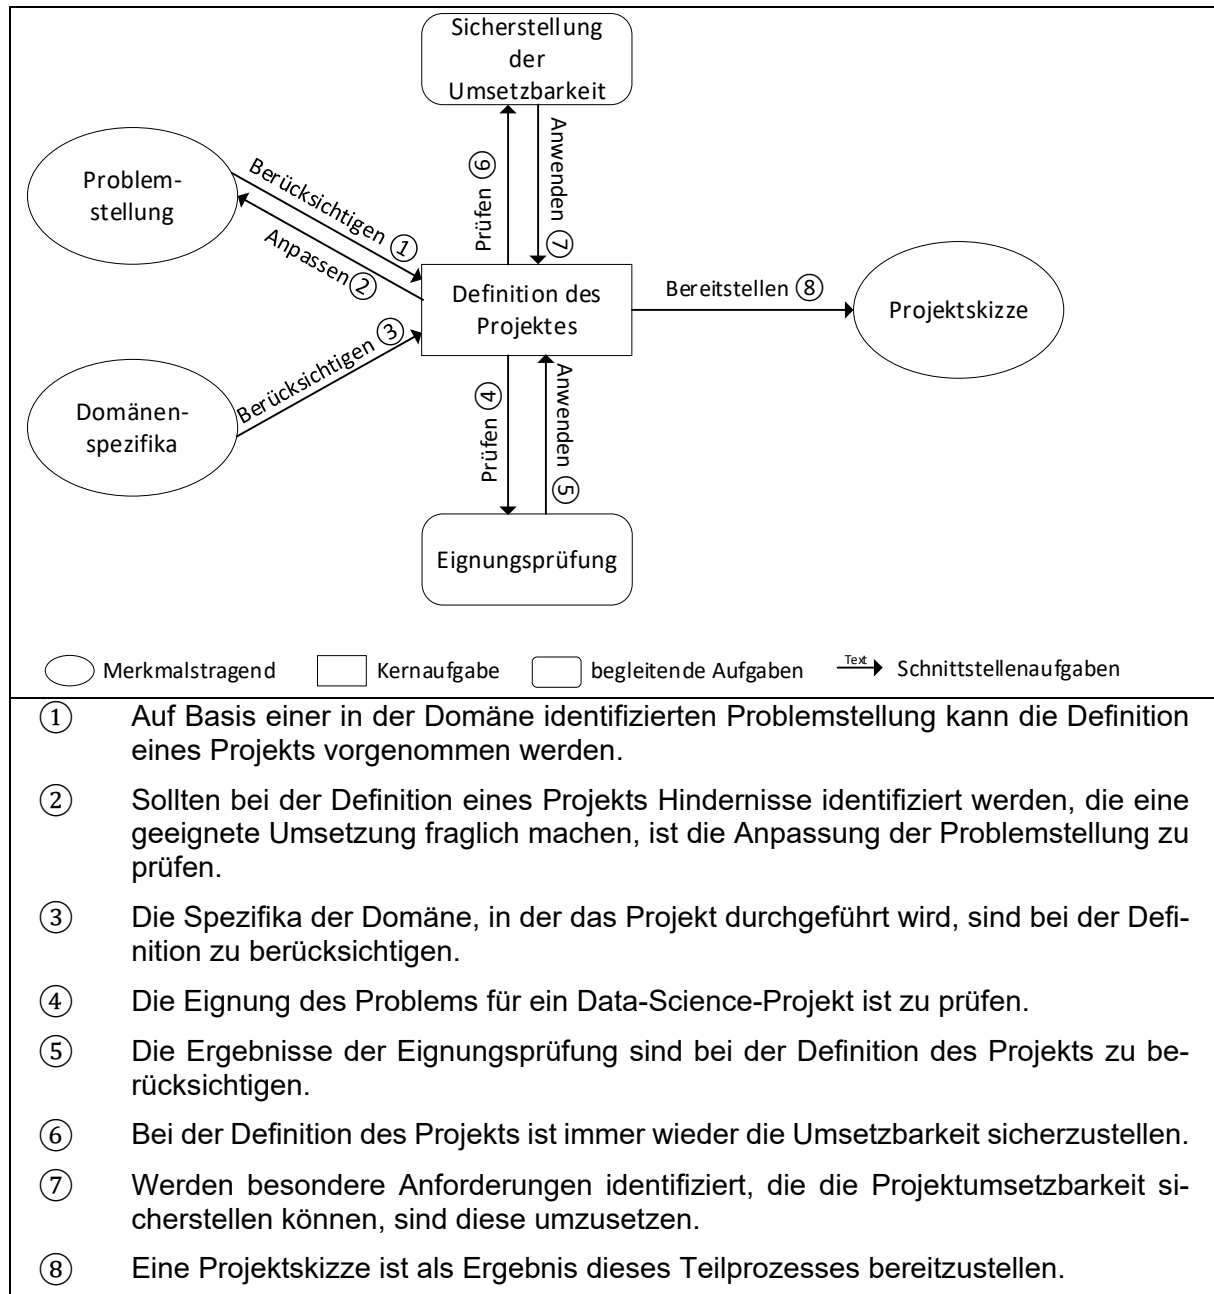 Sicherstellung
der
Umsetzbarkeit
Problem-
stellung
Berücksichtigen ①
Anpassen ②
Prüfen ⑥
Anwenden ⑦
Definition des
Projektes
Bereitstellen ⑧
Projektskizze
Domänen-
spezifika
Berücksichtigen ③
Prüfen ④
Anwenden ⑤
Eignungsprüfung
Merkmalstragend Kernaufgabe begleitende Aufgaben Text Schnittstellenaufgaben
① Auf Basis einer in der Domäne identifizierten Problemstellung kann die Definition
eines Projekts vorgenommen werden.
② Sollten bei der Definition eines Projekts Hindernisse identifiziert werden, die eine
geeignete Umsetzung fraglich machen, ist die Anpassung der Problemstellung zu
prüfen.
③ Die Spezifika der Domäne, in der das Projekt durchgeführt wird, sind bei der Defi-
nition zu berücksichtigen.
④ Die Eignung des Problems für ein Data-Science-Projekt ist zu prüfen.
⑤ Die Ergebnisse der Eignungsprüfung sind bei der Definition des Projekts zu be-
rücksichtigen.
⑥ Bei der Definition des Projekts ist immer wieder die Umsetzbarkeit sicherzustellen.
⑦ Werden besondere Anforderungen identifiziert, die die Projektumsetzbarkeit si-
cherstellen können, sind diese umzusetzen.
⑧ Eine Projektskizze ist als Ergebnis dieses Teilprozesses bereitzustellen.